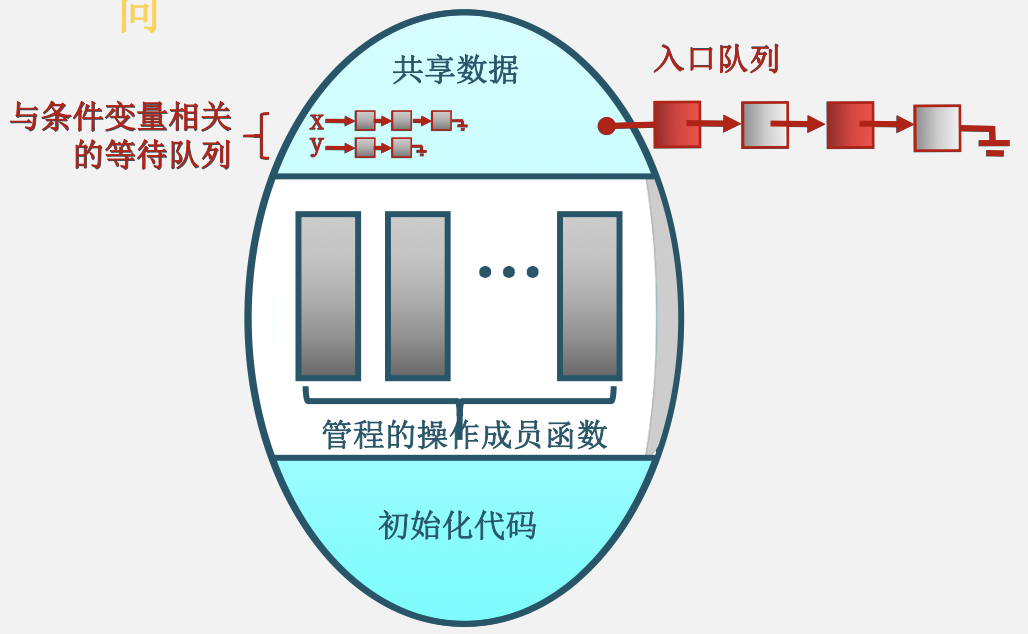 问
共享数据
入口队列
与条件变量相关
的等待队列
x
y
管程的操作成员函数
初始化代码